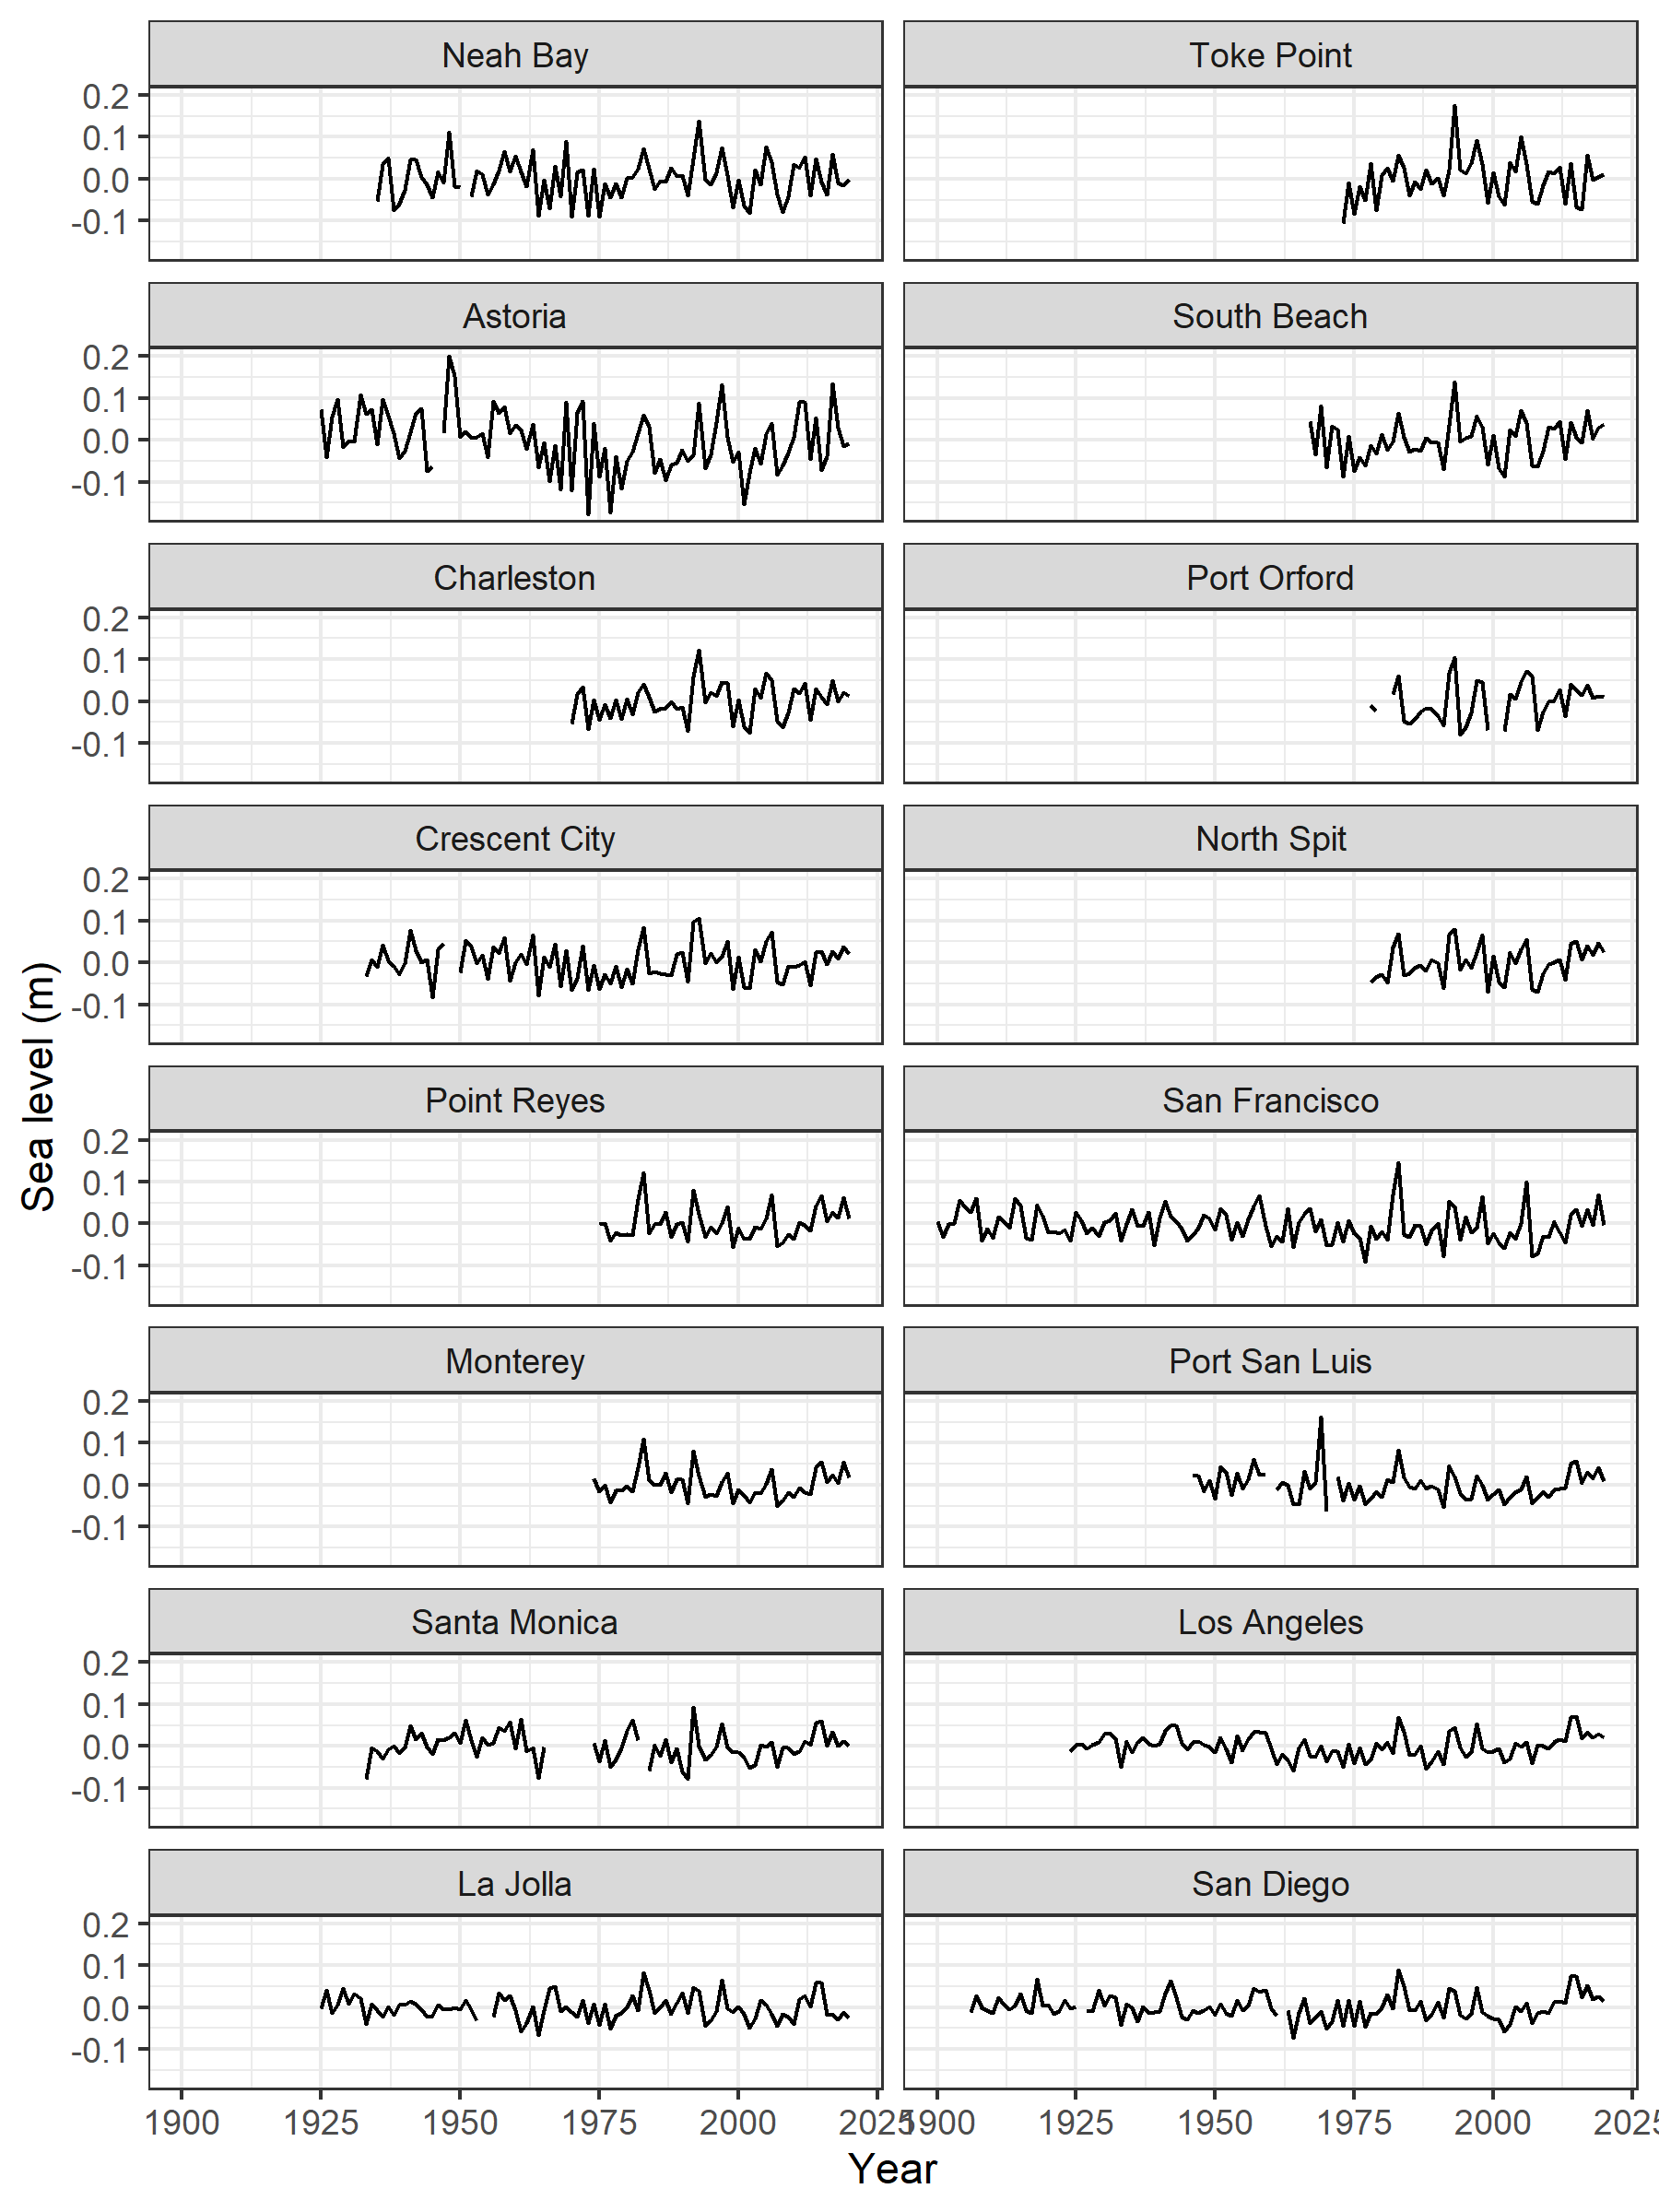 Neah Bay
Toke Point
0.2
0.1
0.0
-0.1
Astoria
South Beach
0.2
0.1
0.0
-0.1
Charleston
Port Orford
0.2
0.1
0.0
-0.1
Crescent City
North Spit
0.2
0.1
0.0
-0.1
Point Reyes
San Francisco
0.2
0.1
0.0
-0.1
Monterey
Port San Luis
0.2
0.1
0.0
-0.1
Santa Monica
Los Angeles
0.2
0.1
0.0
-0.1
La Jolla
San Diego
0.2
0.1
0.0
-0.1
Sea level (m)
1900 1925 1950 1975 2000 2025
1900 1925 1950 1975 2000 2025
Year